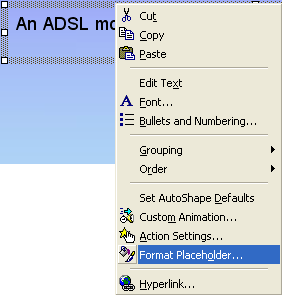 An ADSL mo
Cut
Copy
Paste
Edit Text
Font...
Bullets and Numbering...
Grouping
Order
Set AutoShape Defaults
Custom Animation...
Action Settings...
Format Placeholder...
Hyperlink...